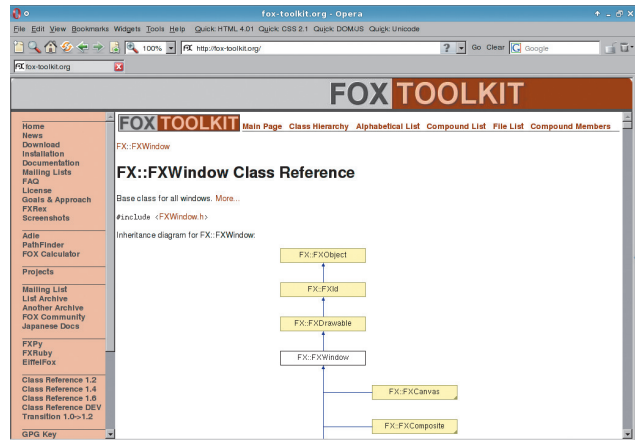 fox-toolkit.org - Opera
File Edit View Bookmarks Widgets Tools Help Quick: HTML 4.01 Quick: CSS 2.1 Quick: DOM/JS Quick: Unicode
100% http://fox-toolkit.org/ ? Go Clear Google
fox-toolkit.org
FOX TOOLKIT
Home
News
Download
Installation
Documentation
Mailing Lists
FAQ
License
Goals & Approach
FXRex
Screenshots
Adie
PathFinder
FOX Calculator
Projects
Mailing List
List Archive
Another Archive
FOX Community
Japanese Docs
FXPy
FXRuby
EiffelFox
Class Reference 1.2
Class Reference 1.4
Class Reference 1.6
Class Reference DEV
Transition 1.0->1.2
GPG Key
FOX TOOLKIT Main Page Class Hierarchy Alphabetical List Compound List File List Compound Members
FX::FXWindow
FX::FXWindow Class Reference
Base class for all windows. More...
#include <FXWindow.h>
Inheritance diagram for FX::FXWindow:
FX::FXObject
FX::FXId
FX::FXDrawable
FX::FXWindow
FX::FXCanvas
FX::FXComposite